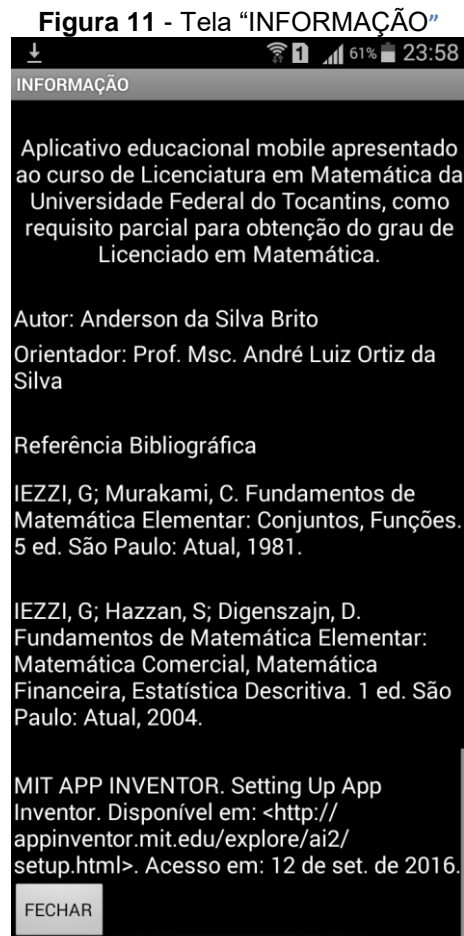 Figura 11 - Tela “INFORMAÇÃO”
1 61% 23:58
INFORMAÇÃO
Aplicativo educacional mobile apresentado
ao curso de Licenciatura em Matemática da
Universidade Federal do Tocantins, como
requisito parcial para obtenção do grau de
Licenciado em Matemática.
Autor: Anderson da Silva Brito
Orientador: Prof. Msc. André Luiz Ortiz da
Silva
Referência Bibliográfica
IEZZI, G; Murakami, C. Fundamentos de
Matemática Elementar: Conjuntos, Funções.
5 ed. São Paulo: Atual, 1981.
IEZZI, G; Hazzan, S; Digenszajn, D.
Fundamentos de Matemática Elementar:
Matemática Comercial, Matemática
Financeira, Estatística Descritiva. 1 ed. São
Paulo: Atual, 2004.
MIT APP INVENTOR. Setting Up App
Inventor. Disponível em: <http://
appinventor.mit.edu/explore/ai2/
setup.html>. Acesso em: 12 de set. de 2016.
FECHAR